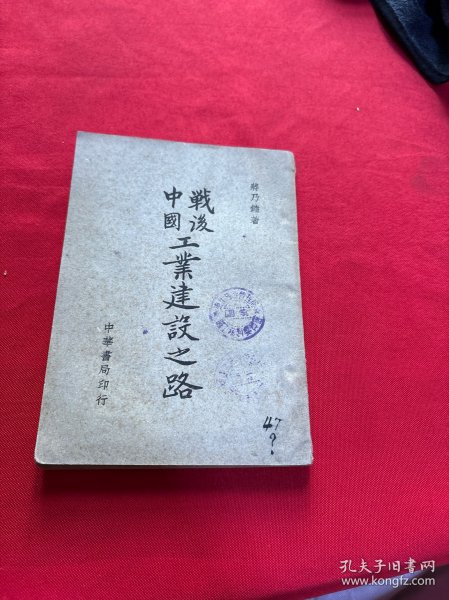 蔣乃鏞著
戰後
中國
工業建設之路
中華書局印行
47
?
孔夫子旧书网
www.kongfz.com